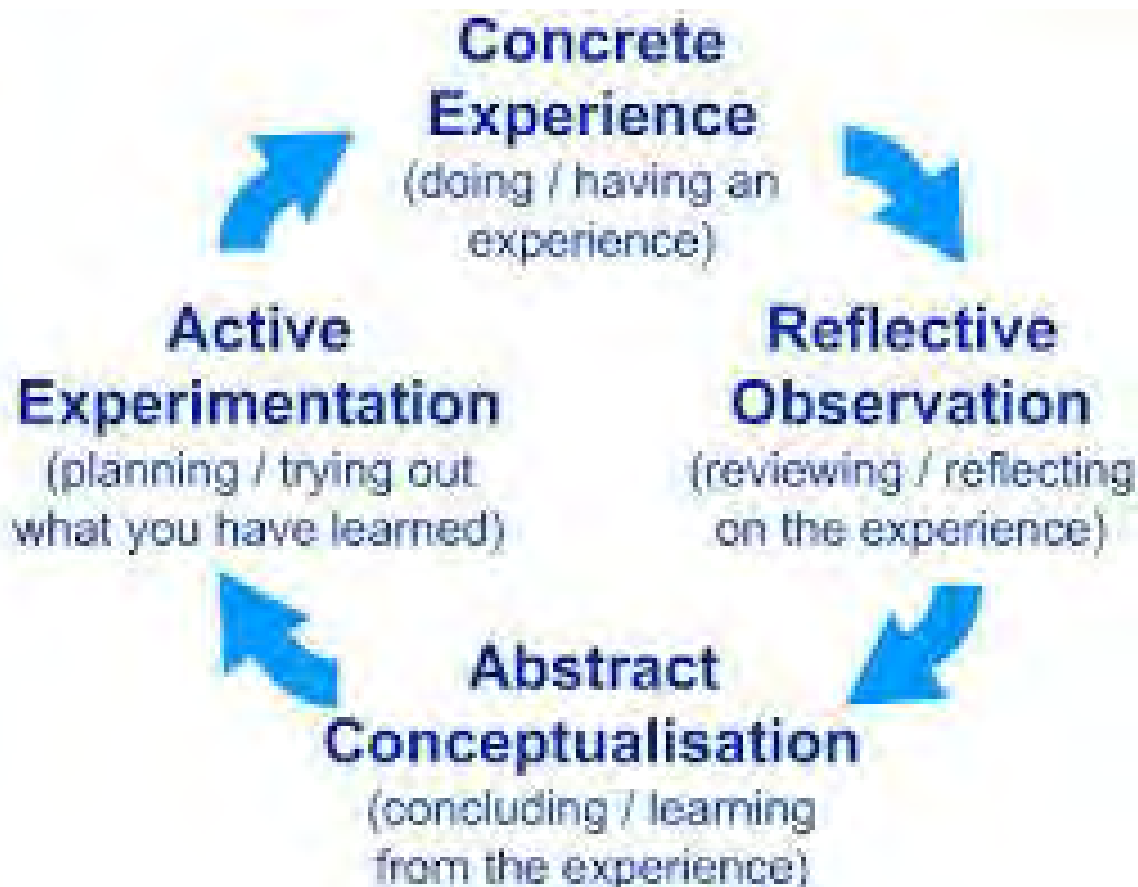 Concrete
Experience
(doing / having an
experience)
Reflective
Observation
(reviewing / reflecting
on the experience)
Abstract
Conceptualisation
(concluding / learning
from the experience)
Active
Experimentation
(planning / trying out
what you have learned)